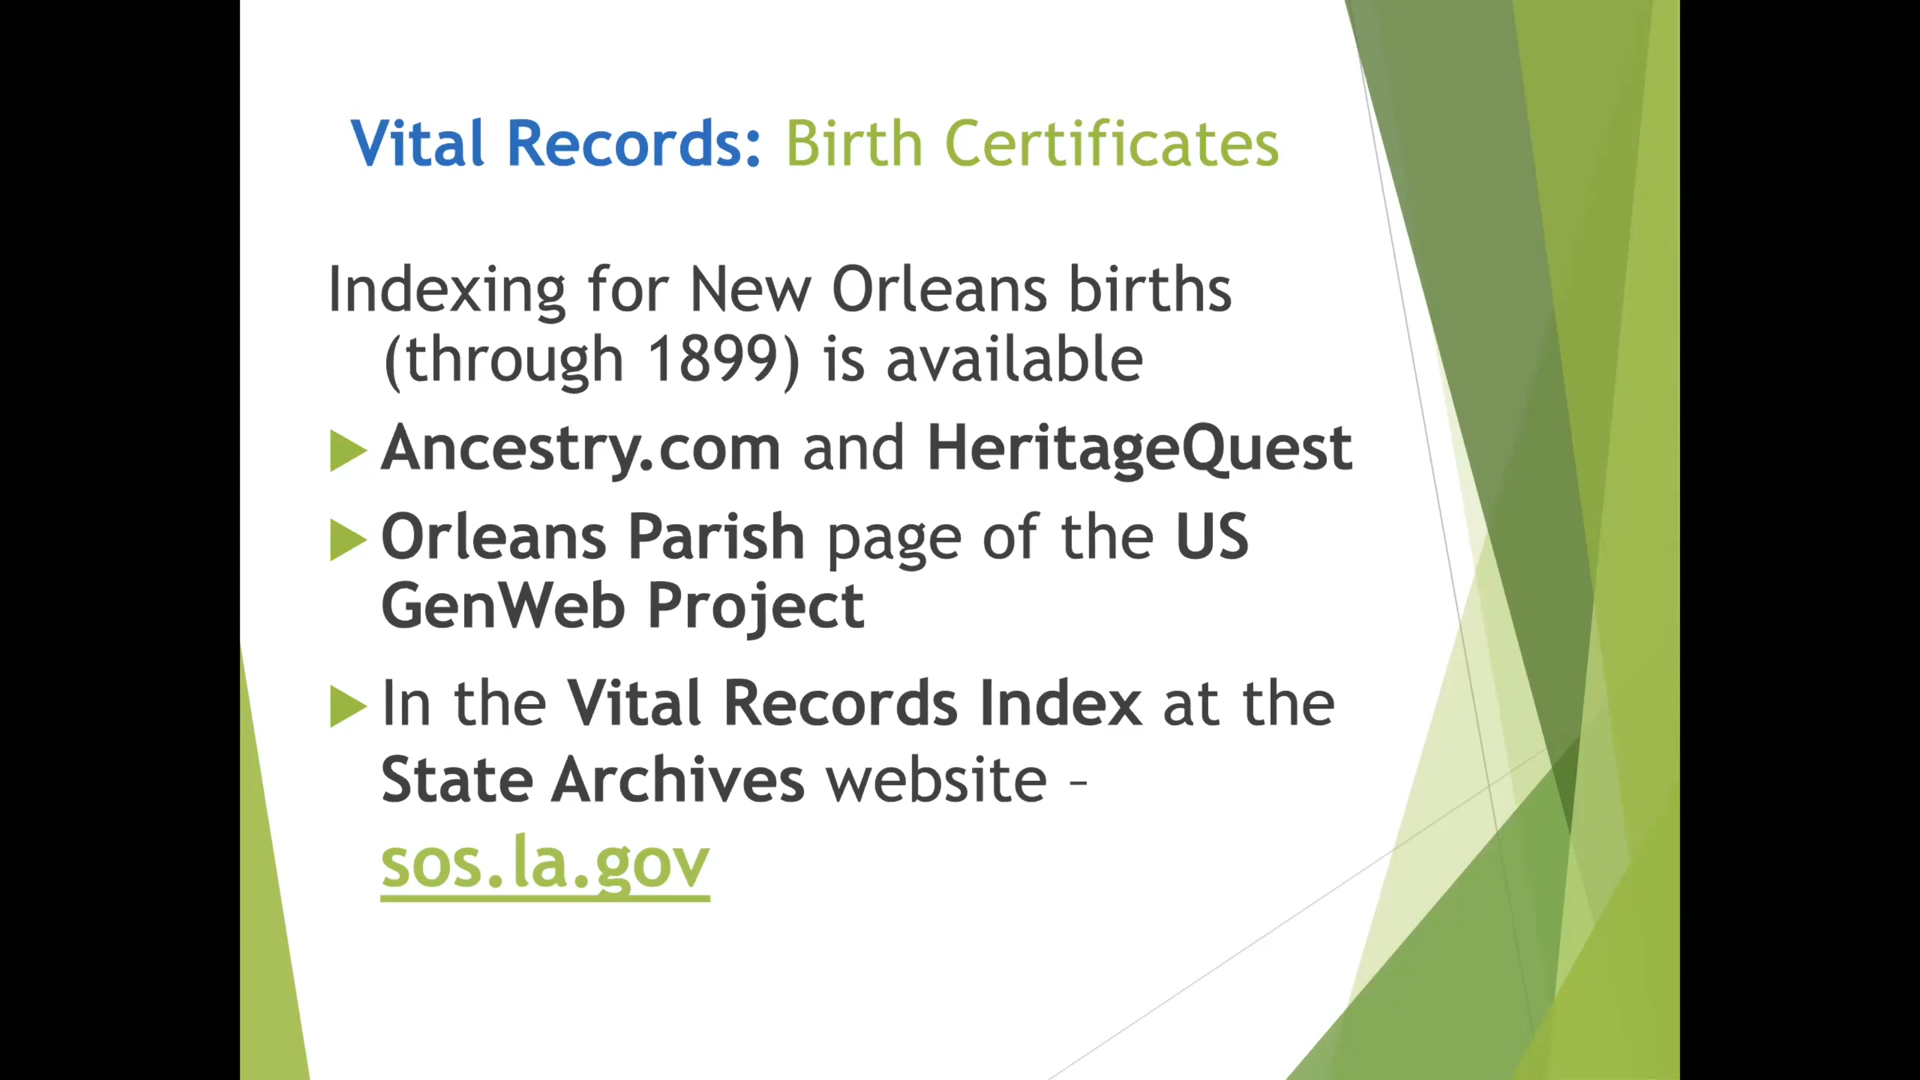 Vital Records: Birth Certificates
Indexing for New Orleans births
(through 1899) is available
Ancestry.com and HeritageQuest
Orleans Parish page of the US
GenWeb Project
In the Vital Records Index at the
State Archives website –
sos.la.gov